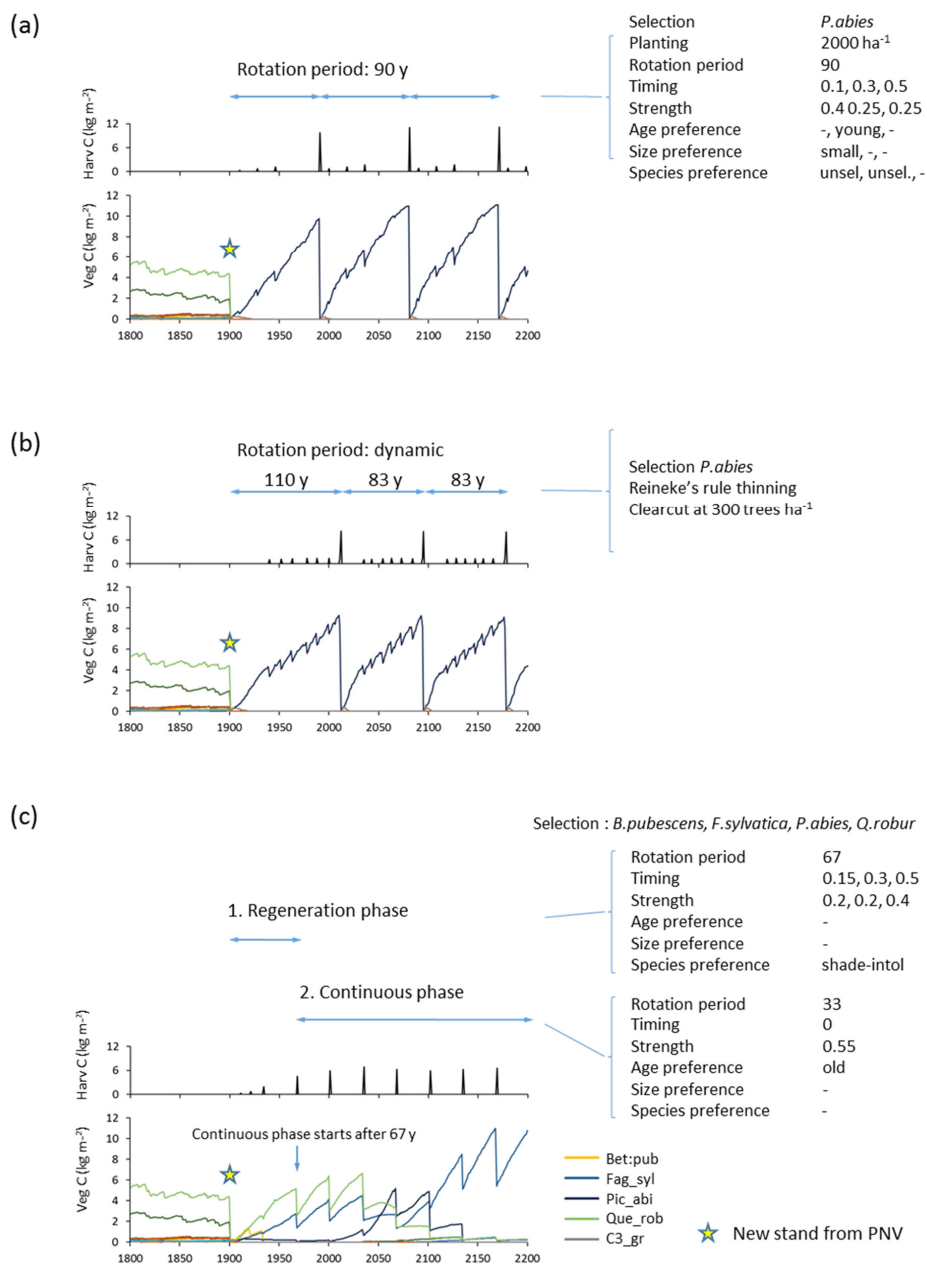 (a)
Selection P.abies
Planting 2000 ha-1
Rotation period 90
Timing 0.1, 0.3, 0.5
Strength 0.4 0.25, 0.25
Age preference -, young, -
Size preference small, -, -
Species preference unsel, unsel., -
Rotation period: 90 y
Harv C (kg m-2)
12
6
0
Veg C (kg m-2)
12
10
8
6
4
2
0
1800 1850 1900 1950 2000 2050 2100 2150 2200
(b)
Rotation period: dynamic
110 y 83 y 83 y
Selection P.abies
Reineke's rule thinning
Clearcut at 300 trees ha-1
Harv C (kg m-2)
12
6
0
Veg C (kg m-2)
12
10
8
6
4
2
0
1800 1850 1900 1950 2000 2050 2100 2150 2200
(c)
Selection : B.pubescens, F.sylvatica, P.abies, Q.robur
Rotation period 67
Timing 0.15, 0.3, 0.5
Strength 0.2, 0.2, 0.4
Age preference -
Size preference -
Species preference shade-intol
1. Regeneration phase
2. Continuous phase
Rotation period 33
Timing 0
Strength 0.55
Age preference old
Size preference -
Species preference -
Harv C (kg m-2)
12
6
0
Veg C (kg m-2)
12
10
8
6
4
2
0
Continuous phase starts after 67 y
1800 1850 1900 1950 2000 2050 2100 2150 2200
Bet:pub
Fag_syl
Pic_abi
Que_rob
C3_gr
New stand from PNV